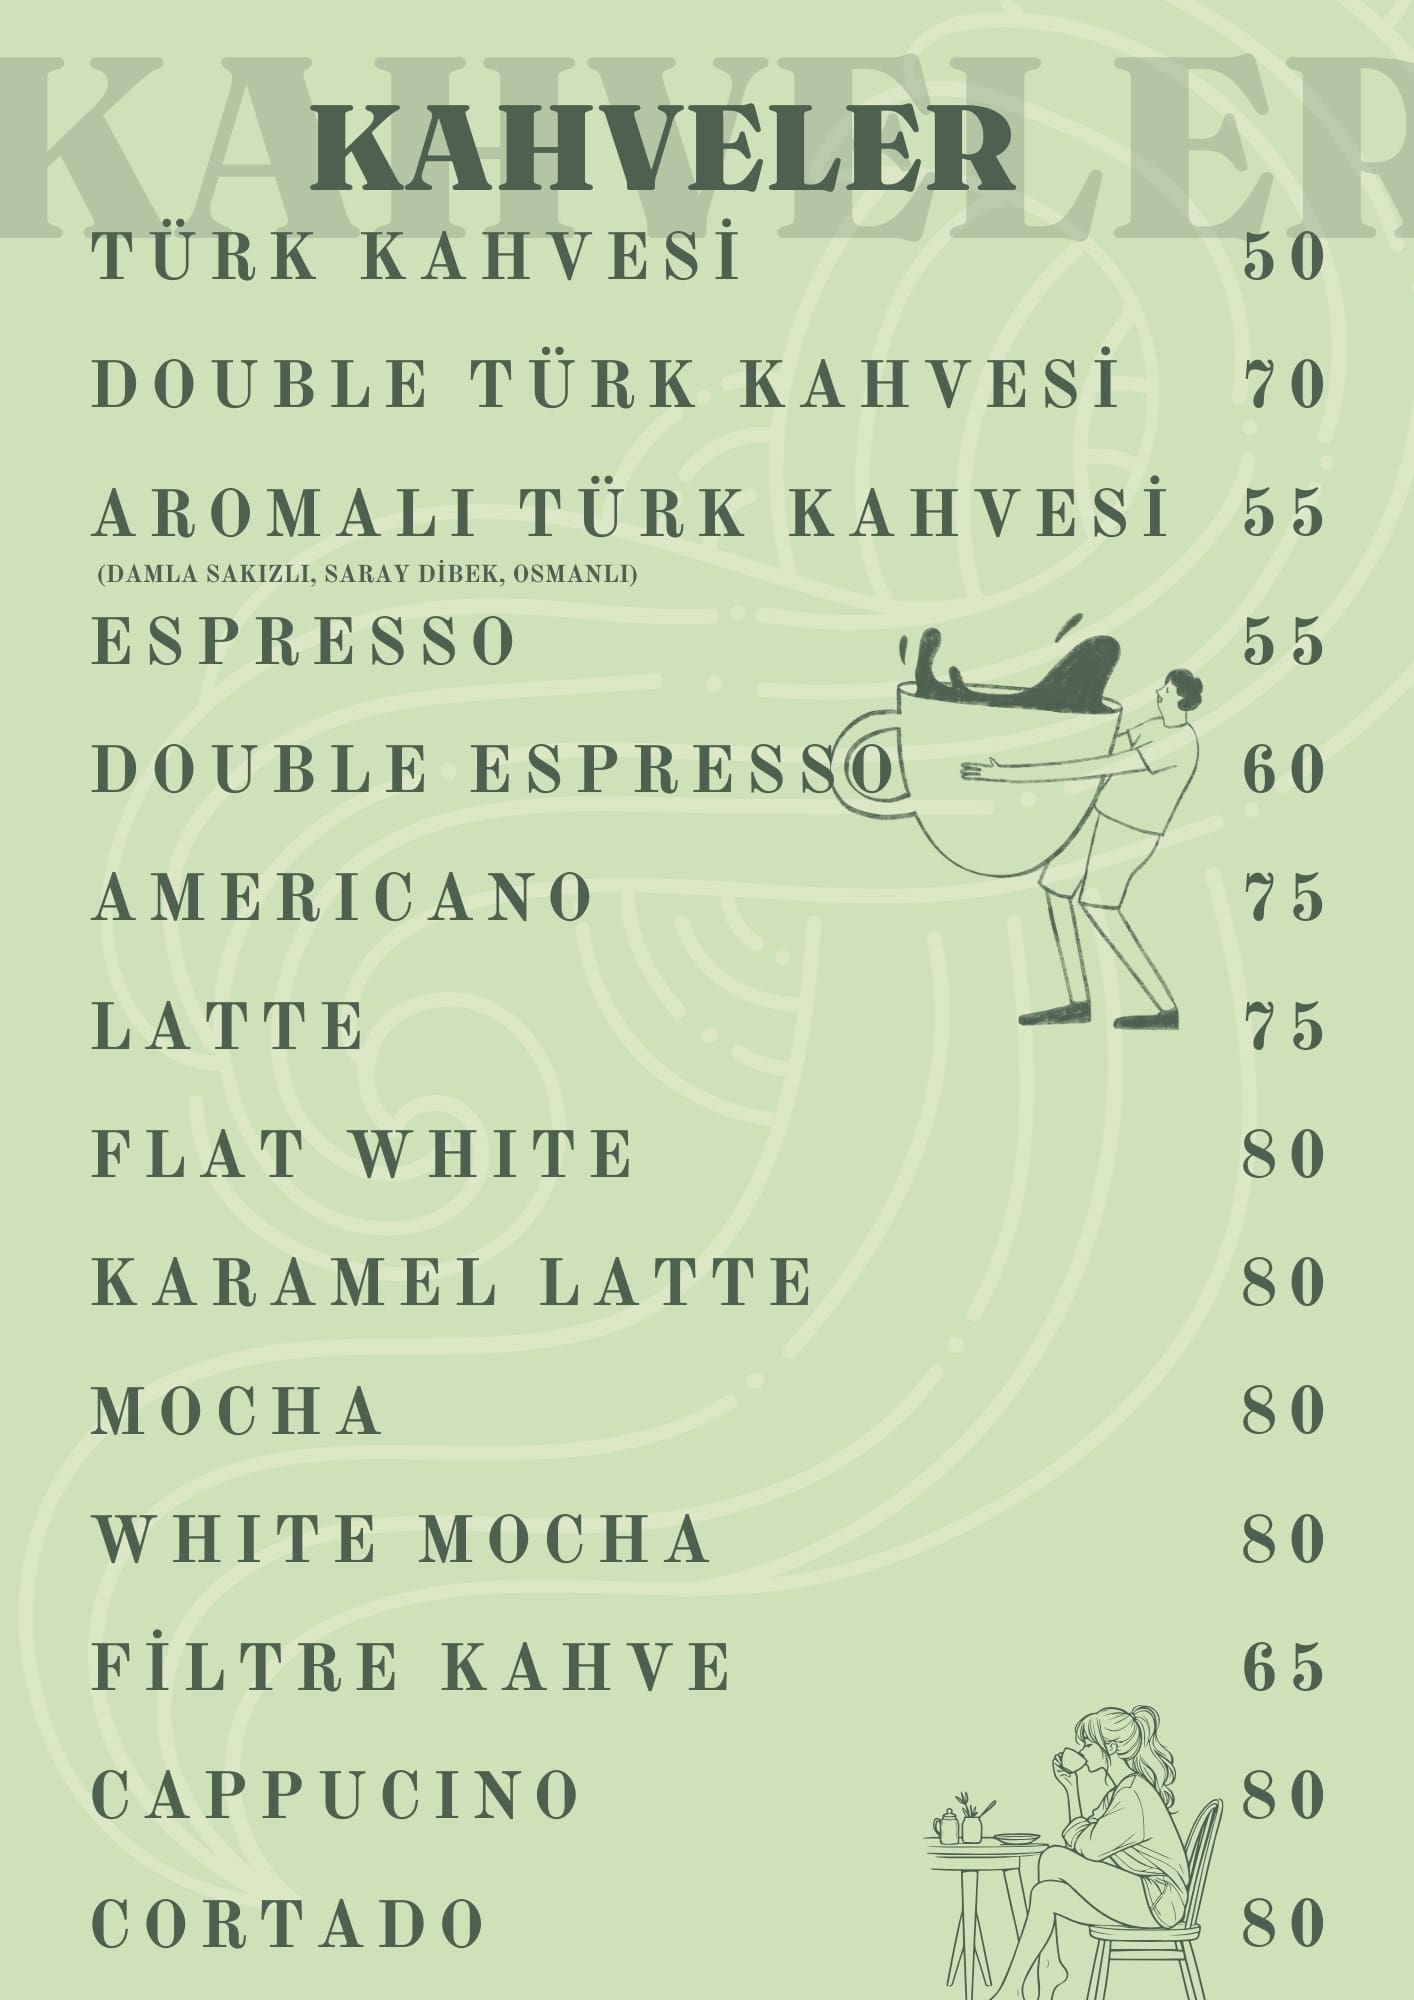 KAHVELER
KAHVELER
TÜRK KAHVESİ 50
DOUBLE TÜRK KAHVESİ 70
AROMALI TÜRK KAHVESİ 55
(DAMLA SAKIZLI, SARAY DİBEK, OSMANLI)
ESPRESSO 55
DOUBLE ESPRESSO 60
AMERICANO 75
LATTE 75
FLAT WHITE 80
KARAMEL LATTE 80
MOCHA 80
WHITE MOCHA 80
FİLTRE KAHVE 65
CAPPUCINO 80
CORTADO 80